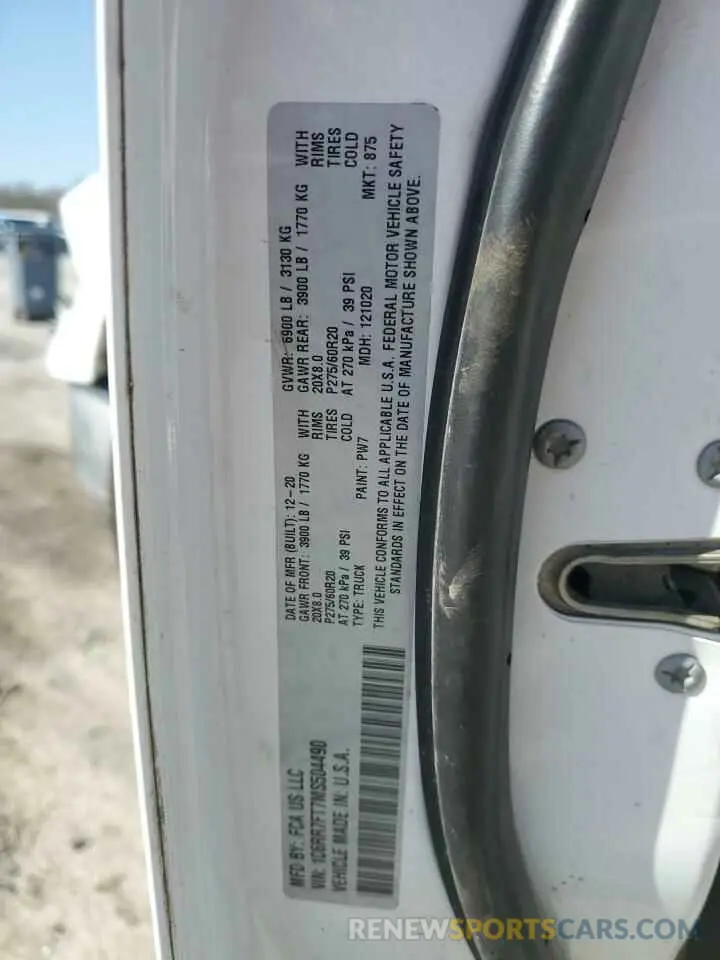 MFD BY: FCA US LLC
VIN: 1C6RR7FT7MS504490
VEHICLE MADE IN: U.S.A.
DATE OF MFR (BUILT): 12-20 GVWR: 6900 LB / 3130 KG
GAWR FRONT: 3900 LB / 1770 KG WITH GAWR REAR: 3900 LB / 1770 KG WITH
20X8.0 RIMS 20X8.0 RIMS
P275/60R20 TIRES P275/60R20 TIRES
AT 270 kPa / 39 PSI COLD AT 270 kPa / 39 PSI COLD
TYPE: TRUCK PAINT: PW7 MDH: 121020 MKT: 875
THIS VEHICLE CONFORMS TO ALL APPLICABLE U.S.A. FEDERAL MOTOR VEHICLE SAFETY
STANDARDS IN EFFECT ON THE DATE OF MANUFACTURE SHOWN ABOVE.
RENEWSPORTSCARS.COM